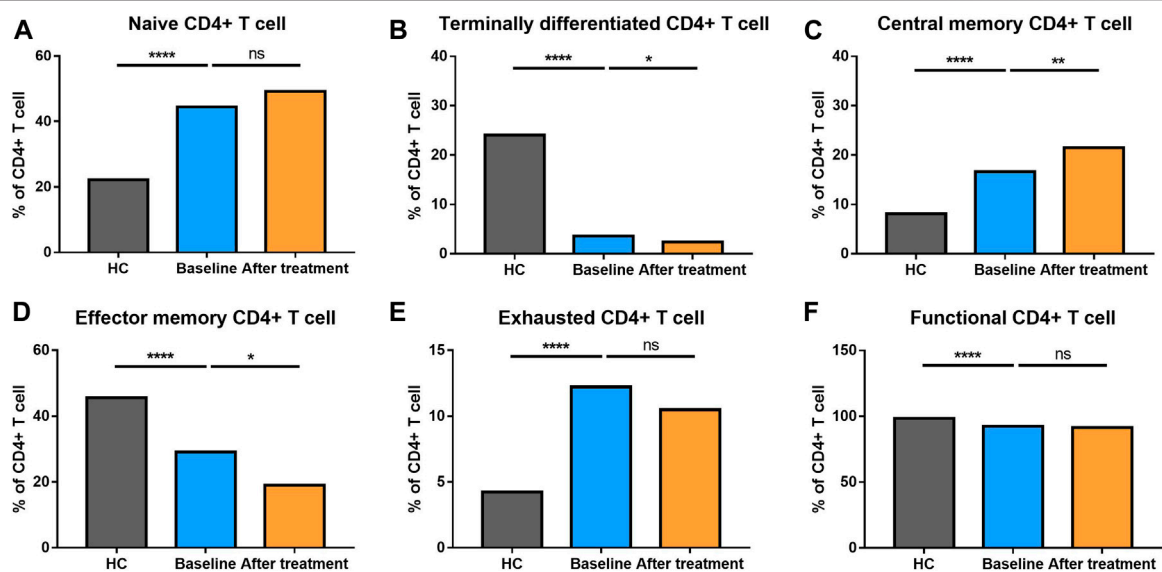 A
Naive CD4+ T cell
% of CD4+ T cell
60
40
20
0
****
ns
HC
Baseline
After treatment
B
Terminally differentiated CD4+ T cell
% of CD4+ T cell
40
30
20
10
0
****
*
HC
Baseline
After treatment
C
Central memory CD4+ T cell
% of CD4+ T cell
40
30
20
10
0
****
**
HC
Baseline
After treatment
D
Effector memory CD4+ T cell
% of CD4+ T cell
60
40
20
0
****
*
HC
Baseline
After treatment
E
Exhausted CD4+ T cell
% of CD4+ T cell
15
10
5
0
****
ns
HC
Baseline
After treatment
F
Functional CD4+ T cell
% of CD4+ T cell
150
100
50
0
****
ns
HC
Baseline
After treatment